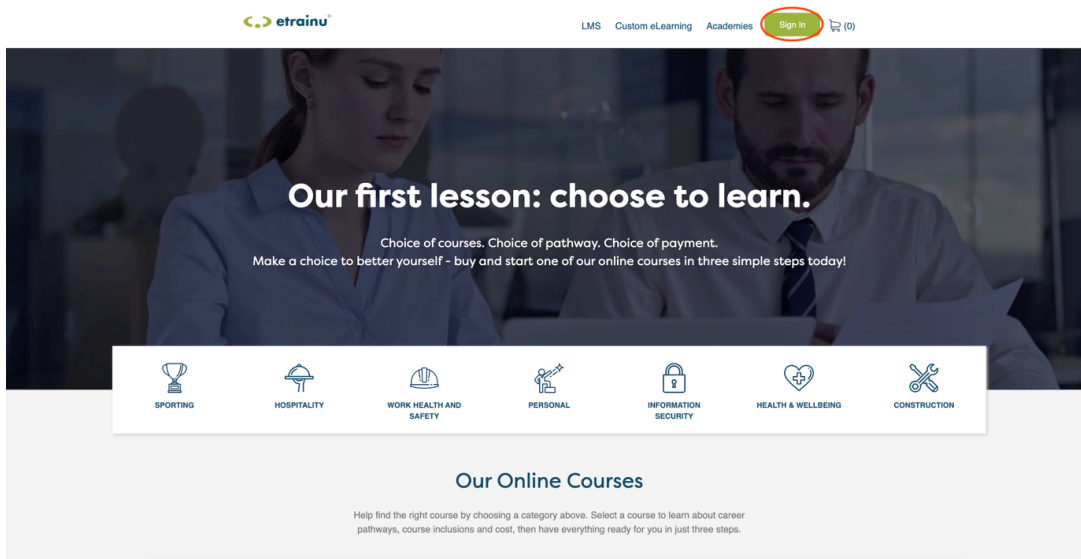 etrainu®
LMS Custom eLearning Academies Sign In (0)
Our first lesson: choose to learn.
Choice of courses. Choice of pathway. Choice of payment.
Make a choice to better yourself - buy and start one of our online courses in three simple steps today!
SPORTING
HOSPITALITY
WORK HEALTH AND
SAFETY
PERSONAL
INFORMATION
SECURITY
HEALTH & WELLBEING
CONSTRUCTION
Our Online Courses
Help find the right course by choosing a category above. Select a course to learn about career
pathways, course inclusions and cost, then have everything ready for you in just three steps.